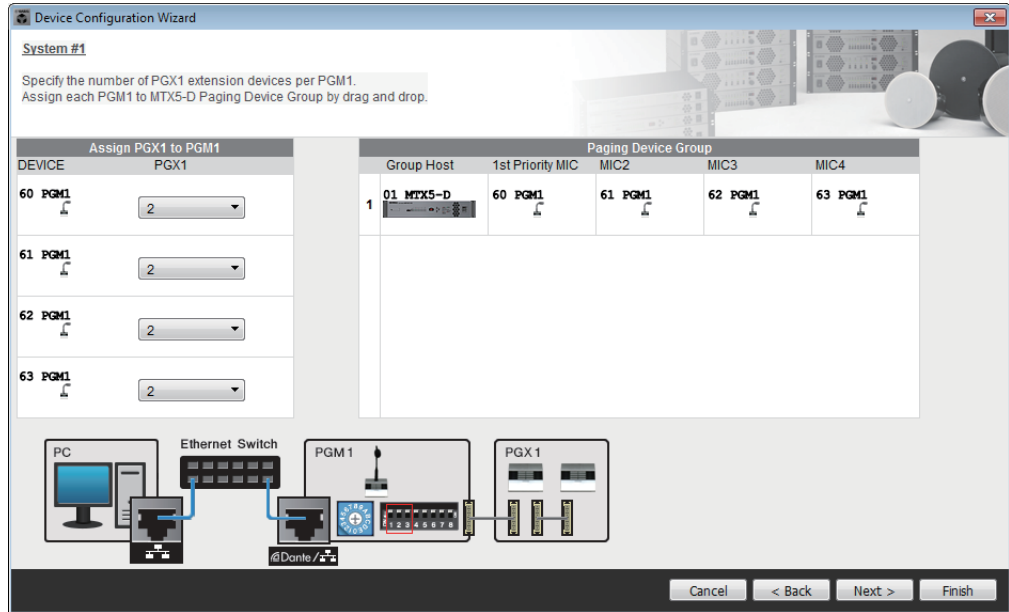 Device Configuration Wizard
System #1
Specify the number of PGX1 extension devices per PGM1.
Assign each PGM1 to MTX5-D Paging Device Group by drag and drop.
Assign PGX1 to PGM1
DEVICE PGX1
60 PGM1
2
61 PGM1
2
62 PGM1
2
63 PGM1
2
Paging Device Group
Group Host 1st Priority MIC MIC2 MIC3 MIC4
1 01 MTX5-D 60 PGM1 61 PGM1 62 PGM1 63 PGM1
PC
Ethernet Switch
PGM1
PGX1
1 2 3 4 5 6 7 8
Dante /
Cancel < Back Next > Finish